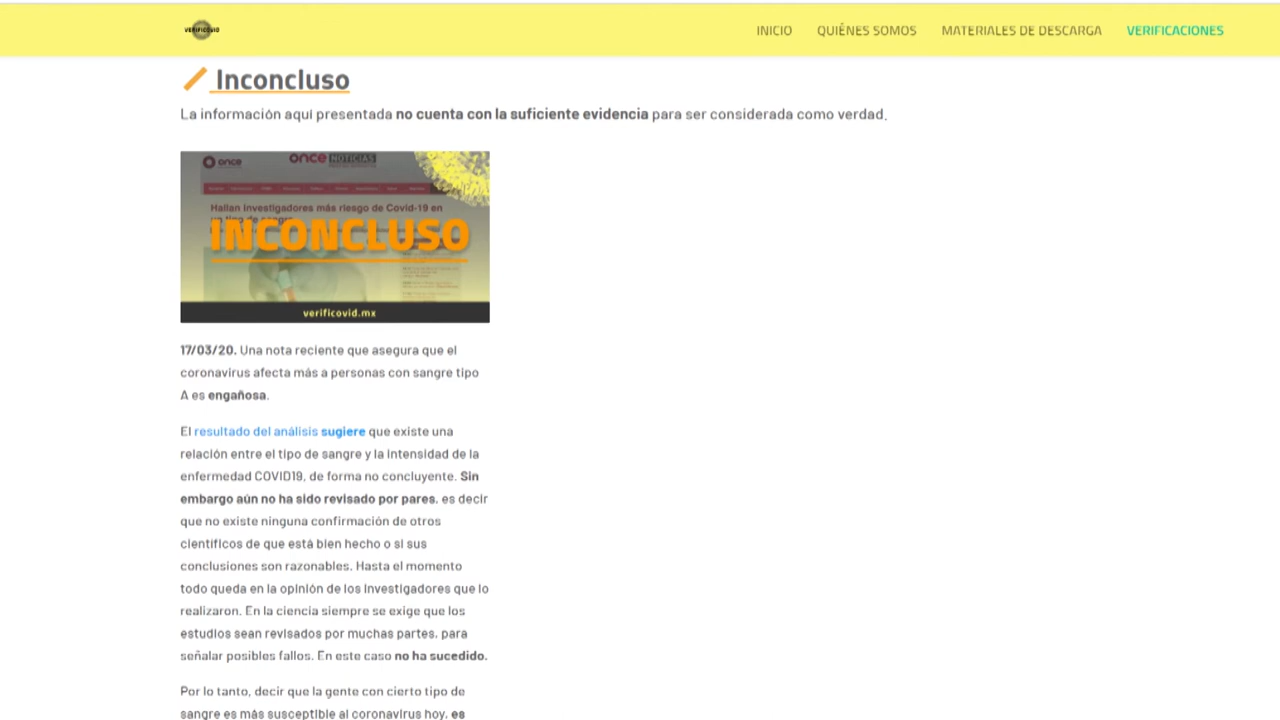 VERIFICOVID
INICIO QUIÉNES SOMOS MATERIALES DE DESCARGA VERIFICACIONES
Inconcluso
La información aquí presentada no cuenta con la suficiente evidencia para ser considerada como verdad.
once once NOTICIAS
Hallan investigadores más riesgo de Covid-19 en
un tipo de sangre
INCONCLUSO
verificovid.mx
17/03/20. Una nota reciente que asegura que el
coronavirus afecta más a personas con sangre tipo
A es engañosa.
El resultado del análisis sugiere que existe una
relación entre el tipo de sangre y la intensidad de la
enfermedad COVID19, de forma no concluyente. Sin
embargo aún no ha sido revisado por pares, es decir
que no existe ninguna confirmación de otros
científicos de que está bien hecho o si sus
conclusiones son razonables. Hasta el momento
todo queda en la opinión de los investigadores que lo
realizaron. En la ciencia siempre se exige que los
estudios sean revisados por muchas partes, para
señalar posibles fallos. En este caso no ha sucedido.
Por lo tanto, decir que la gente con cierto tipo de
sangre es más susceptible al coronavirus hoy, es